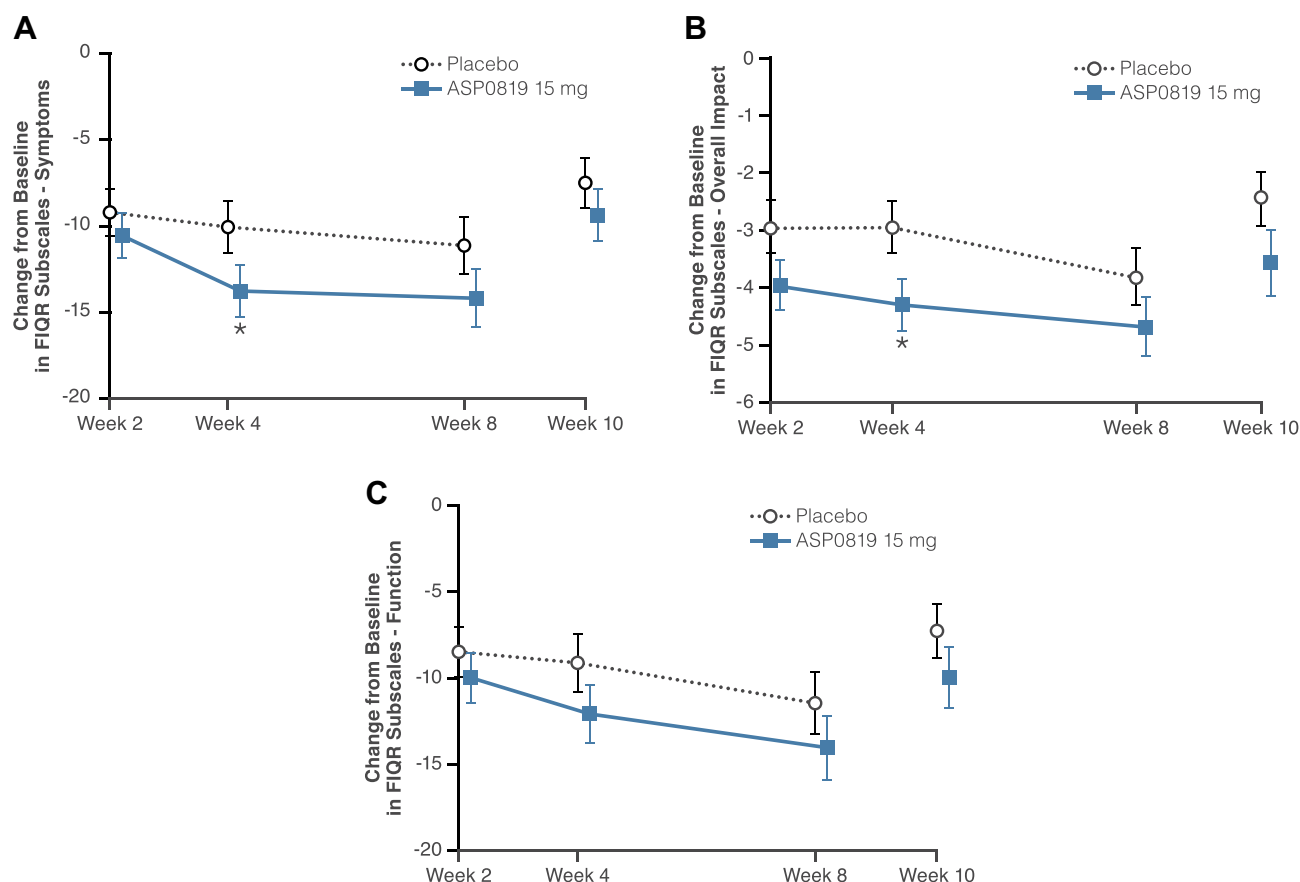 A
Change from Baseline
in FIQR Subscales - Symptoms
0
-5
-10
-15
-20
Placebo
ASP0819 15 mg
*
Week 2
Week 4
Week 8
Week 10
B
Change from Baseline
in FIQR Subscales - Overall Impact
0
-1
-2
-3
-4
-5
-6
Placebo
ASP0819 15 mg
*
Week 2
Week 4
Week 8
Week 10
C
Change from Baseline
in FIQR Subscales - Function
0
-5
-10
-15
-20
Placebo
ASP0819 15 mg
Week 2
Week 4
Week 8
Week 10